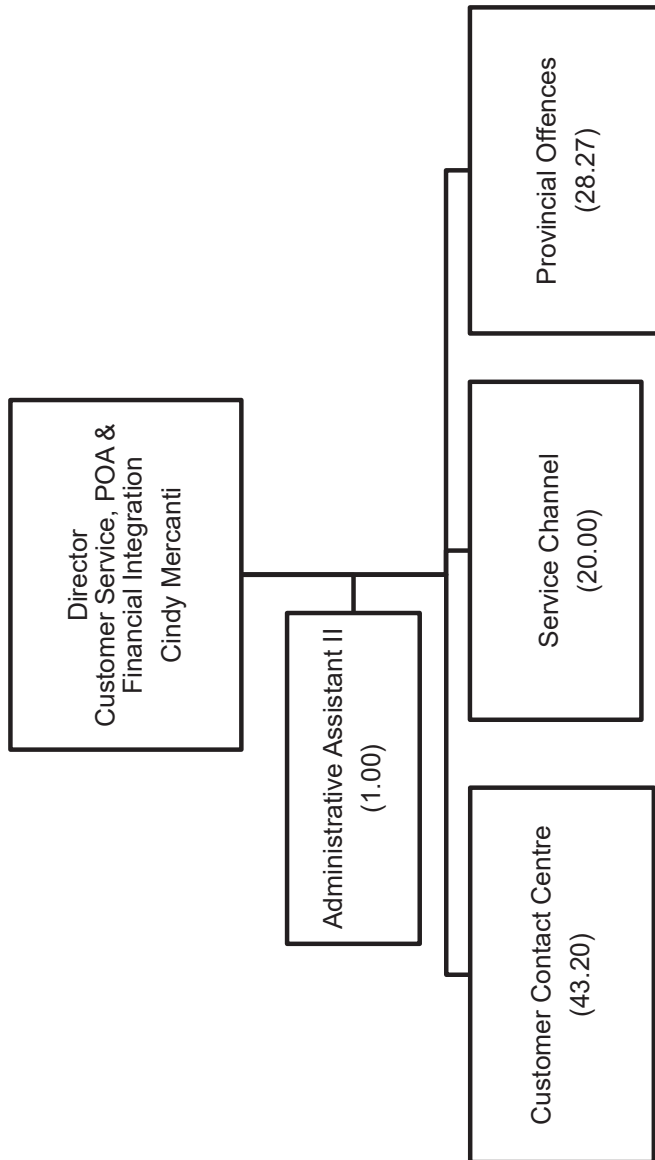 Director
Customer Service, POA &
Financial Integration
Cindy Mercanti
Administrative Assistant II
(1.00)
Customer Contact Centre
(43.20)
Service Channel
(20.00)
Provincial Offences
(28.27)